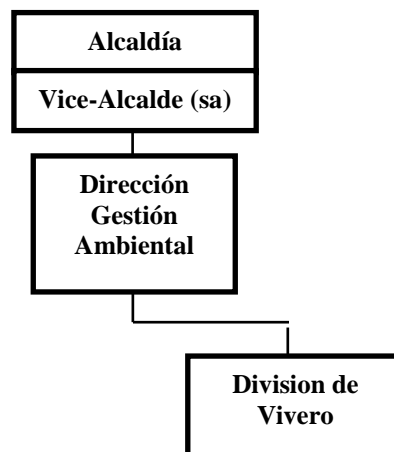 Alcaldía
Vice-Alcalde (sa)
Dirección
Gestión
Ambiental
Division de
Vivero